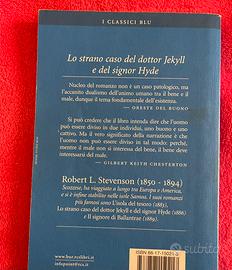 I CLASSICI BLU
Lo strano caso del dottor Jekyll
e del signor Hyde
Nucleo del romanzo non è un caso patologico, ma
l'accanito dualismo dell'animo umano tra il bene e il
male, dunque il tema fondamentale dell'esistenza.
— ORESTE DEL BUONO
Si può credere che il libro intenda dire che l'uomo
può essere diviso in due individui, uno buono e uno
cattivo. Ma il vero significato della narrazione è che
l'uomo non può essere diviso in tal modo: perché,
mentre il male non si interessa al bene, il bene deve
interessarsi al male.
— GILBERT KEITH CHESTERTON
Robert L. Stevenson (1850 - 1894)
Scozzese, ha viaggiato a lungo tra Europa e America,
e si è infine stabilito nelle isole Samoa. I suoi romanzi
più famosi sono L'isola del tesoro (1883),
Lo strano caso del dottor Jekyll e del signor Hyde (1886)
e Il signore di Ballantrae (1889).
www.bur.rcslibri.it
infopoint@rcs.it
ISBN 88-17-15021-
Subito